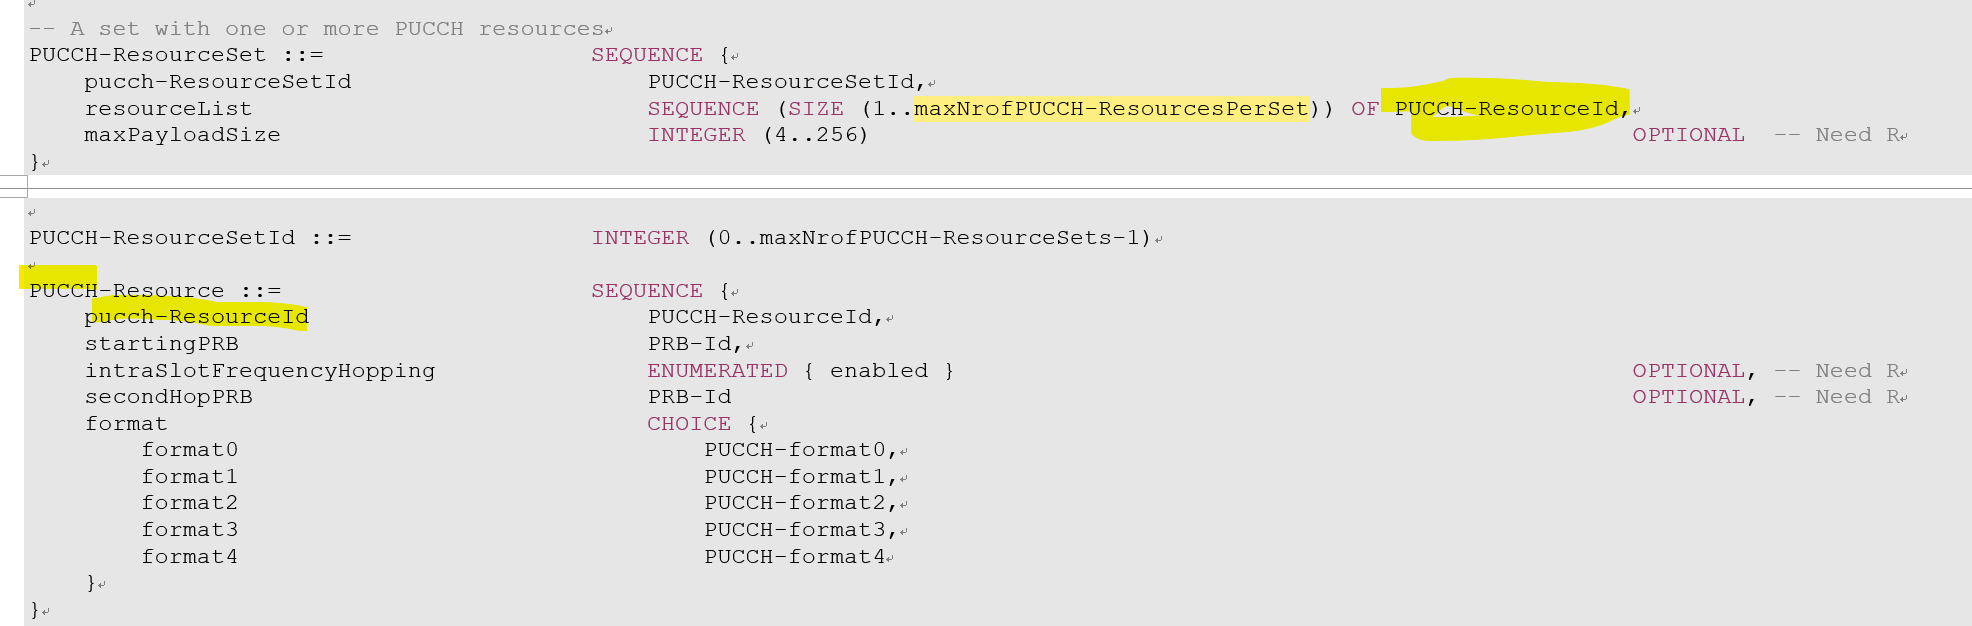 -- A set with one or more PUCCH resources
PUCCH-ResourceSet ::= SEQUENCE {
pucch-ResourceSetId PUCCH-ResourceSetId,
resourceList SEQUENCE (SIZE (1..maxNrofPUCCH-ResourcesPerSet)) OF PUCCH-ResourceId,
maxPayloadSize INTEGER (4..256) OPTIONAL -- Need R
}
PUCCH-ResourceSetId ::= INTEGER (0..maxNrofPUCCH-ResourceSets-1)
PUCCH-Resource ::= SEQUENCE {
pucch-ResourceId PUCCH-ResourceId,
startingPRB PRB-Id,
intraSlotFrequencyHopping ENUMERATED { enabled } OPTIONAL, -- Need R
secondHopPRB PRB-Id OPTIONAL, -- Need R
format CHOICE {
format0 PUCCH-format0,
format1 PUCCH-format1,
format2 PUCCH-format2,
format3 PUCCH-format3,
format4 PUCCH-format4
}
}